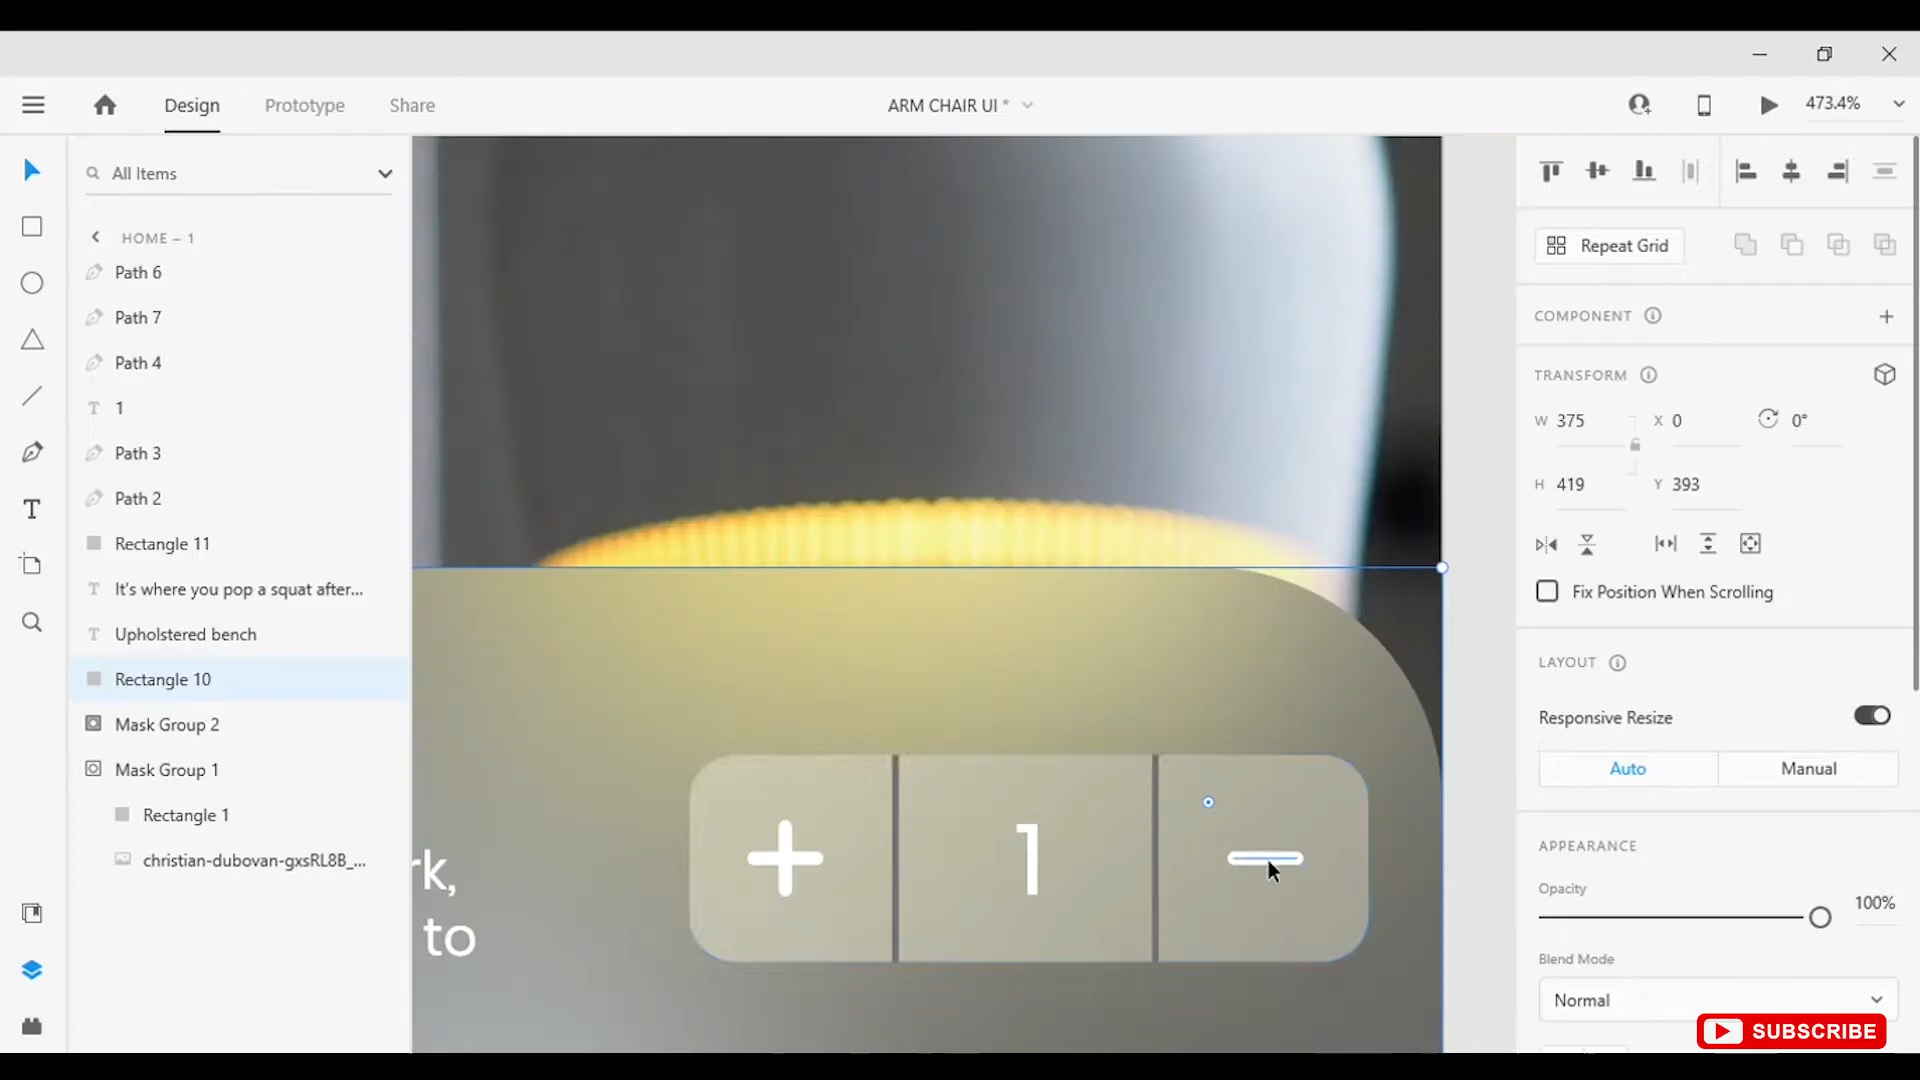 Design
Prototype
Share
ARM CHAIR UI *
473.4%
All Items
HOME – 1
Path 6
Path 7
Path 4
T 1
Path 3
Path 2
Rectangle 11
T It's where you pop a squat after...
T Upholstered bench
Rectangle 10
Mask Group 2
Mask Group 1
Rectangle 1
christian-dubovan-gxsRL8B_...
T
rk,
to
+ 1 −
Repeat Grid
COMPONENT
TRANSFORM
W 375 X 0 0°
H 419 Y 393
Fix Position When Scrolling
LAYOUT
Responsive Resize
Auto Manual
APPEARANCE
Opacity
100%
Blend Mode
Normal
SUBSCRIBE